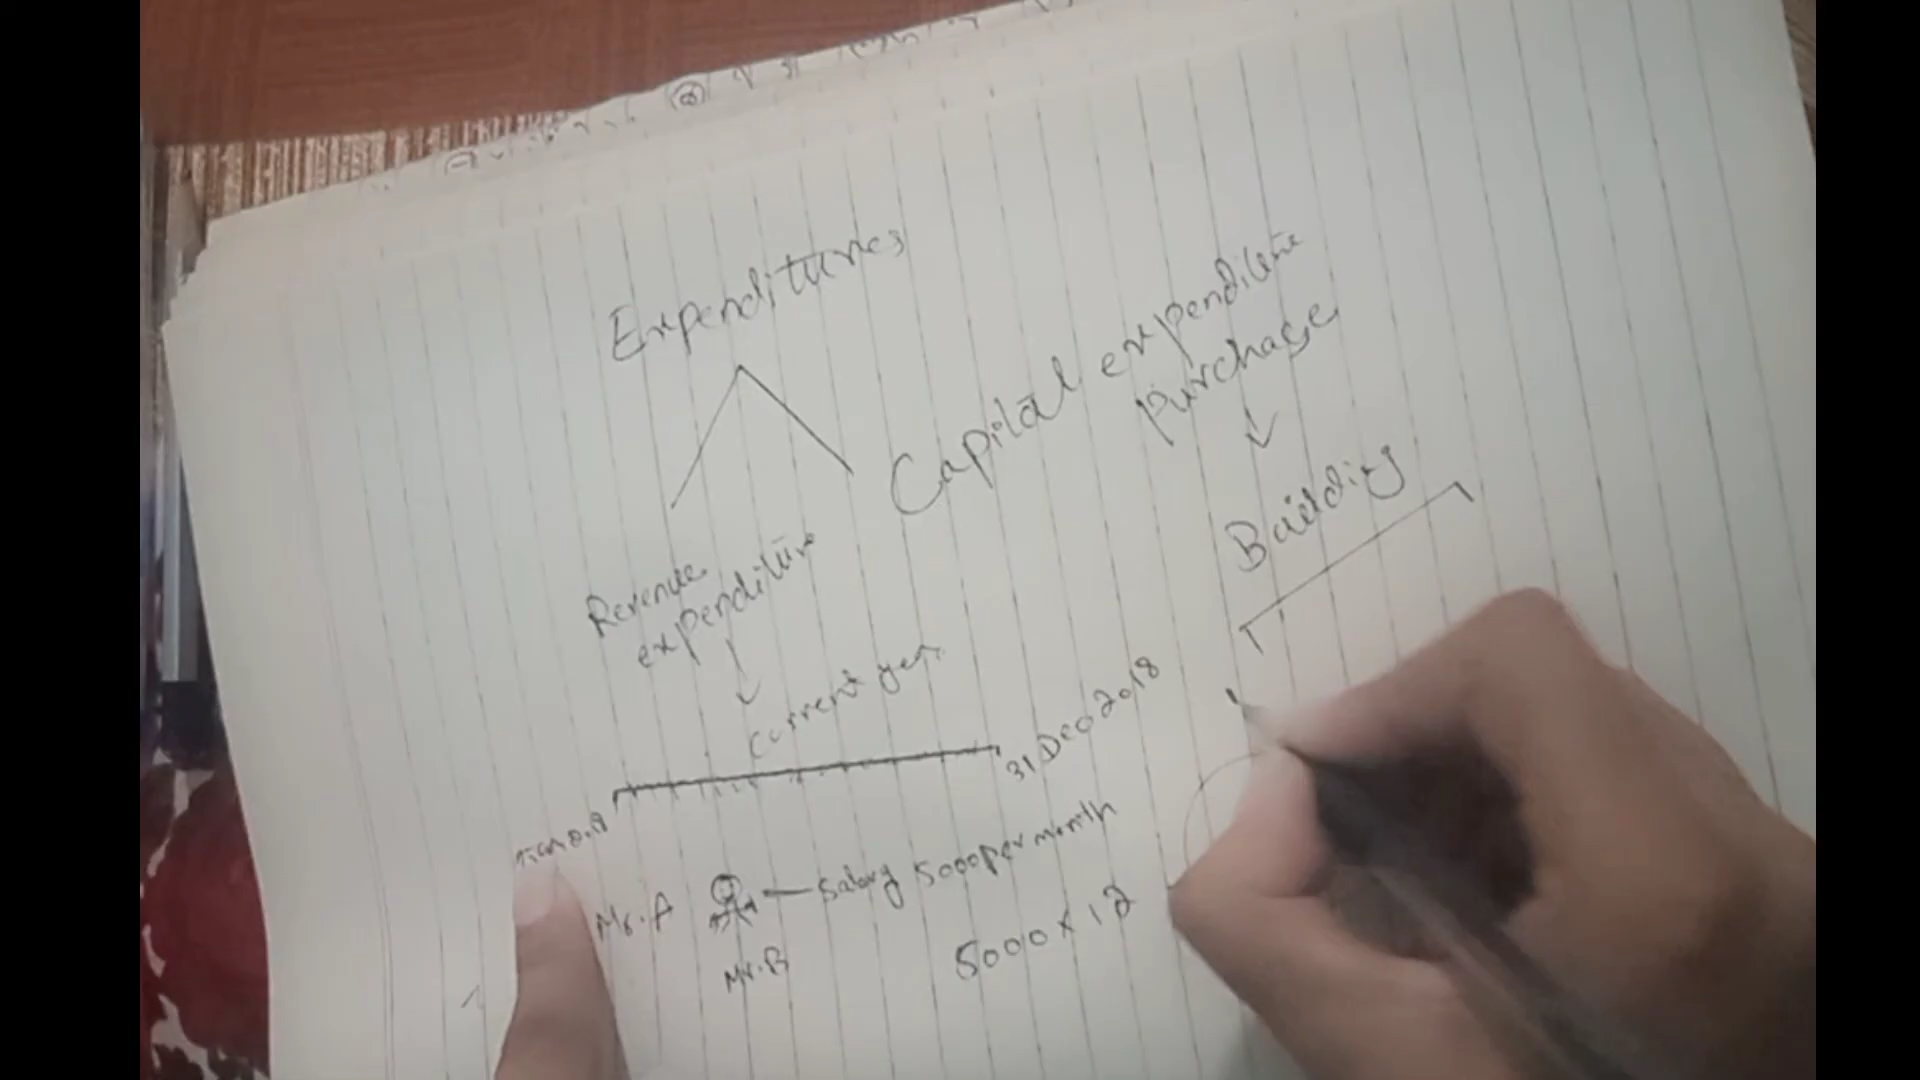 Expenditures
Capital expenditure
Purchase
Building
Revenue
expenditure
current year
31 Dec 2018
Mr. A
Salary 5000 per month
Mr. B
5000 x 12